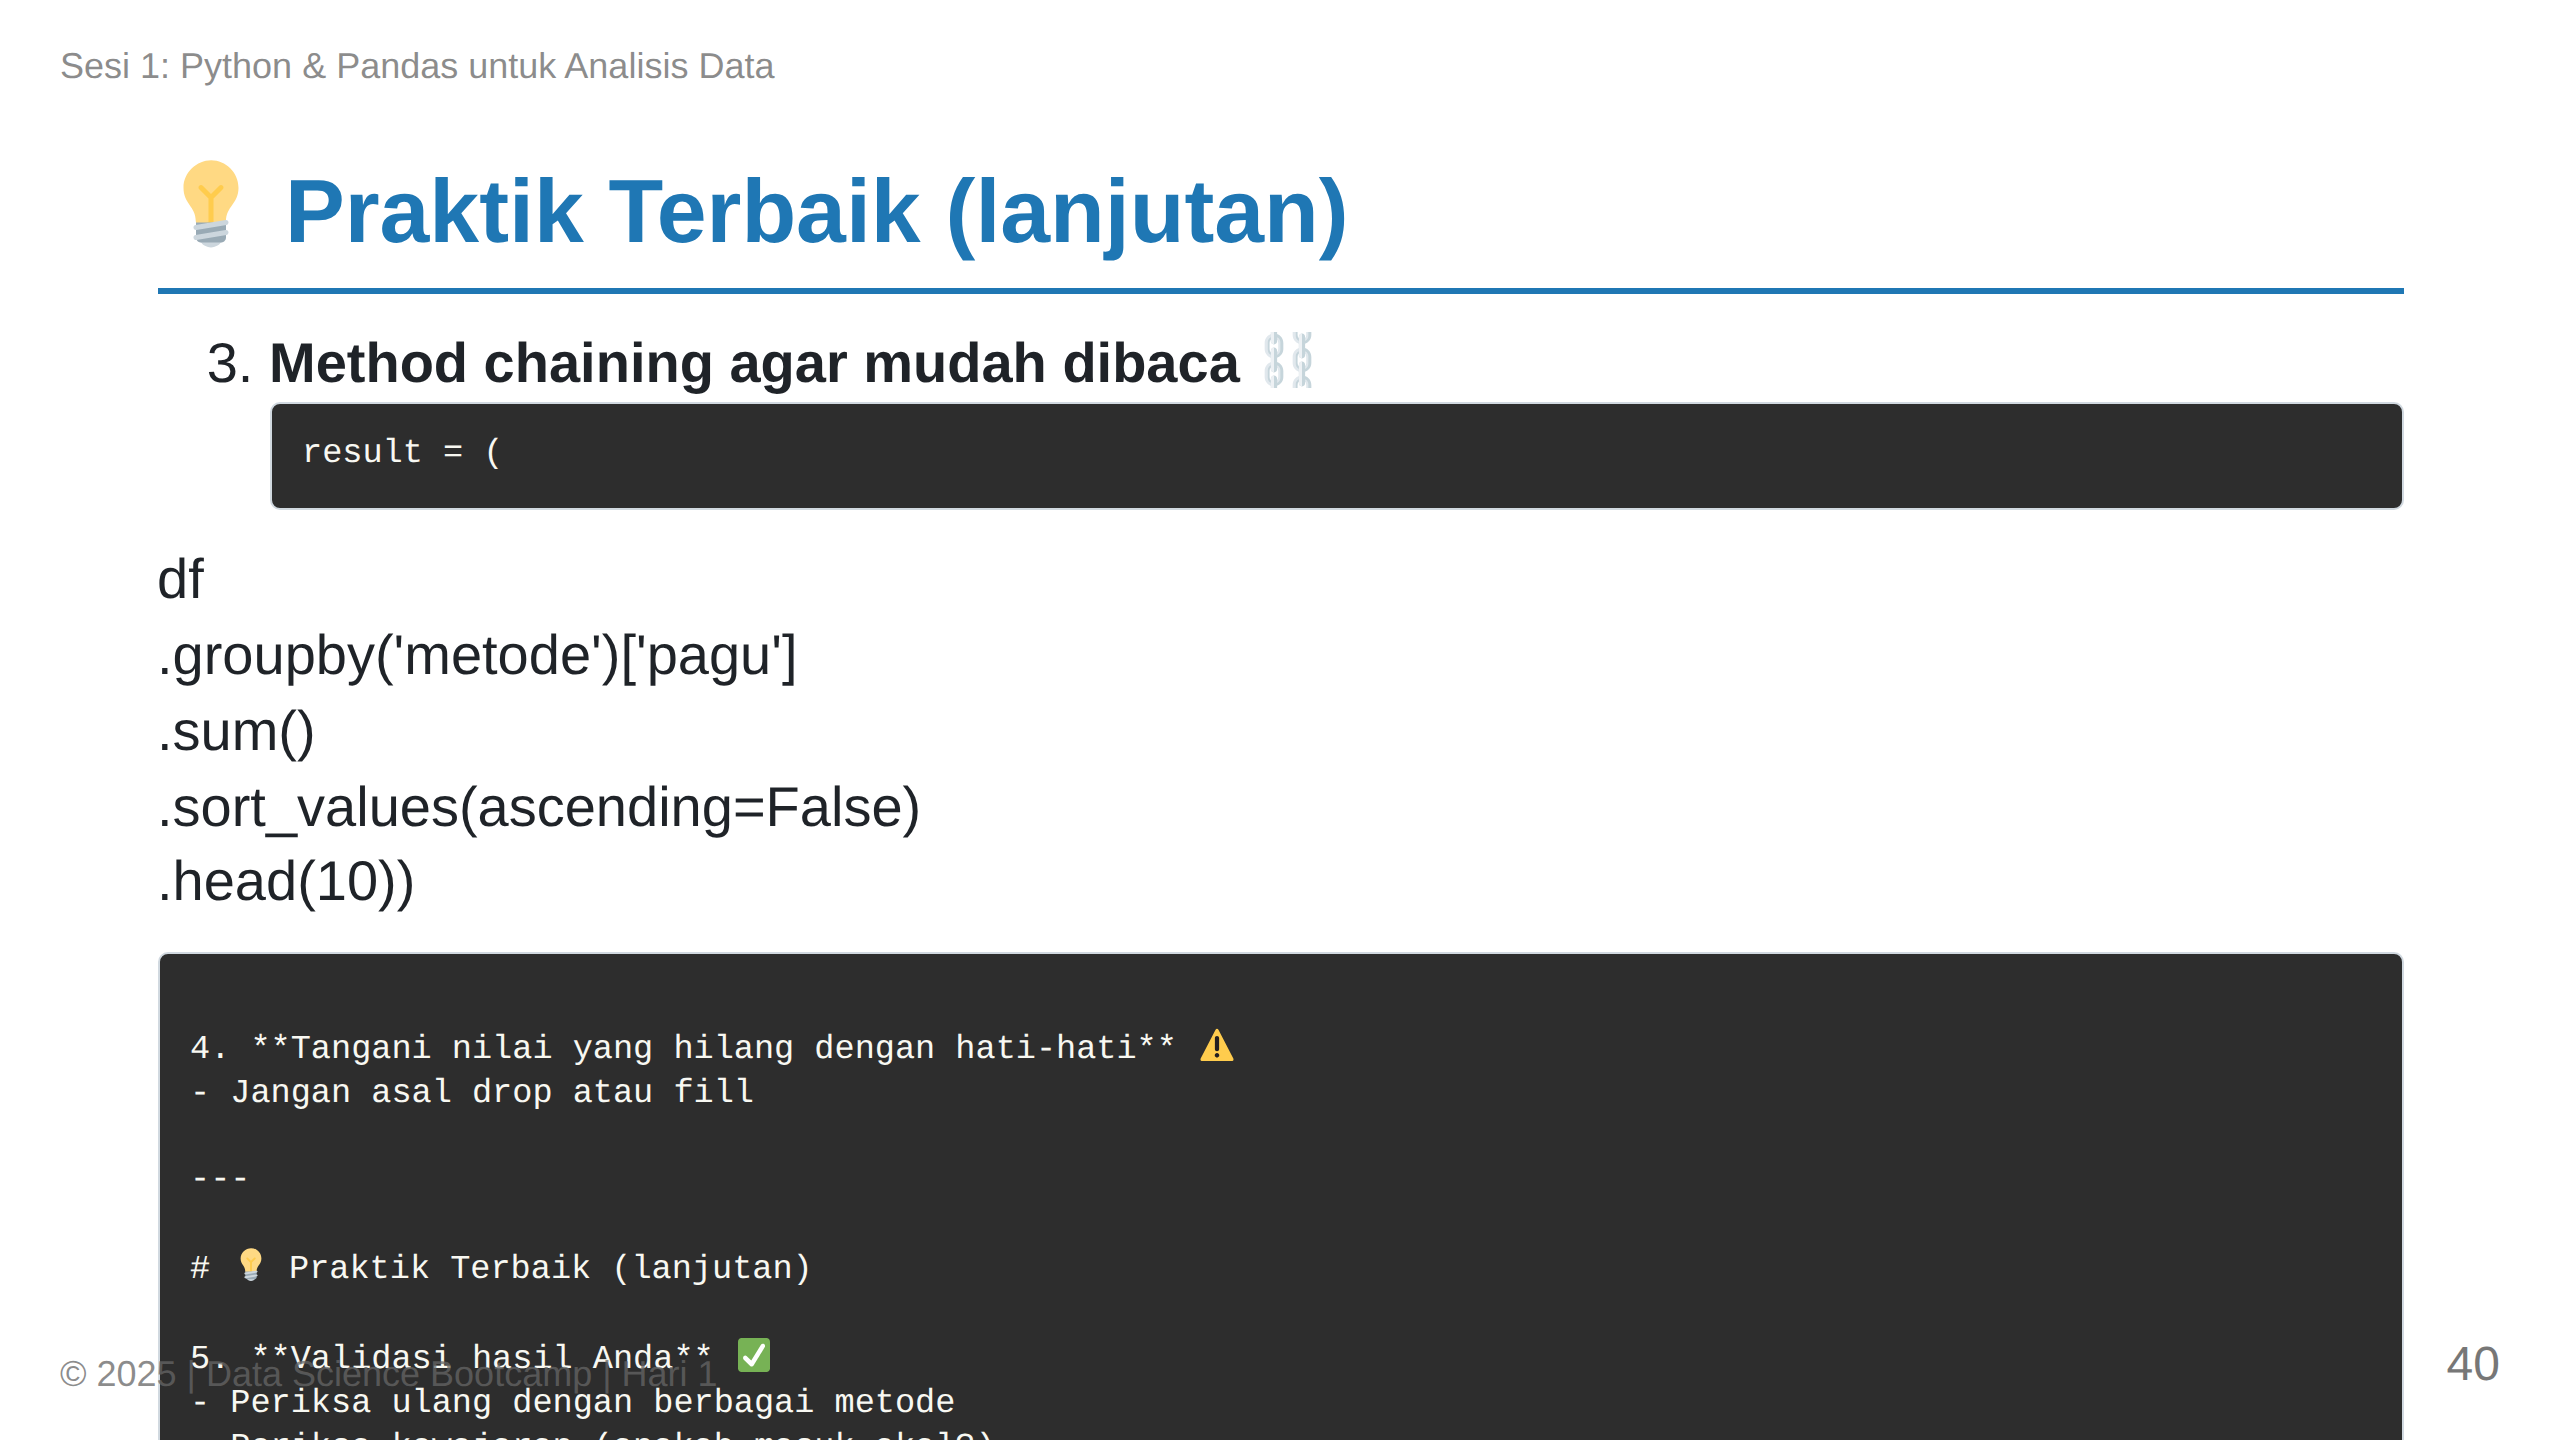 Sesi 1: Python & Pandas untuk Analisis Data
💡 Praktik Terbaik (lanjutan)
3. Method chaining agar mudah dibaca ⛓️
result = (
df
.groupby('metode')['pagu']
.sum()
.sort_values(ascending=False)
.head(10))
4. **Tangani nilai yang hilang dengan hati-hati** ⚠️
- Jangan asal drop atau fill
---
# 💡 Praktik Terbaik (lanjutan)
5. **Validasi hasil Anda** ✅
- Periksa ulang dengan berbagai metode
© 2025 | Data Science Bootcamp | Hari 1
40